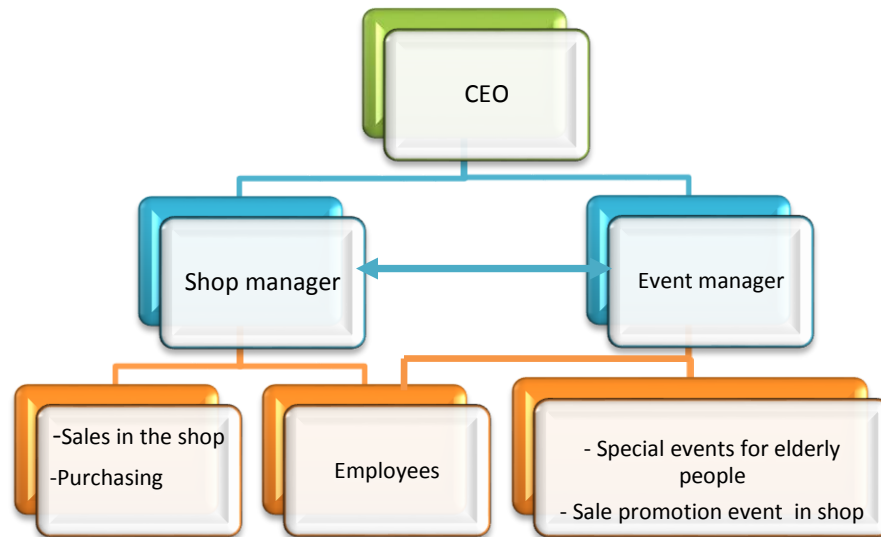 CEO
Shop manager
Event manager
-Sales in the shop
-Purchasing
Employees
- Special events for elderly
people
- Sale promotion event  in shop